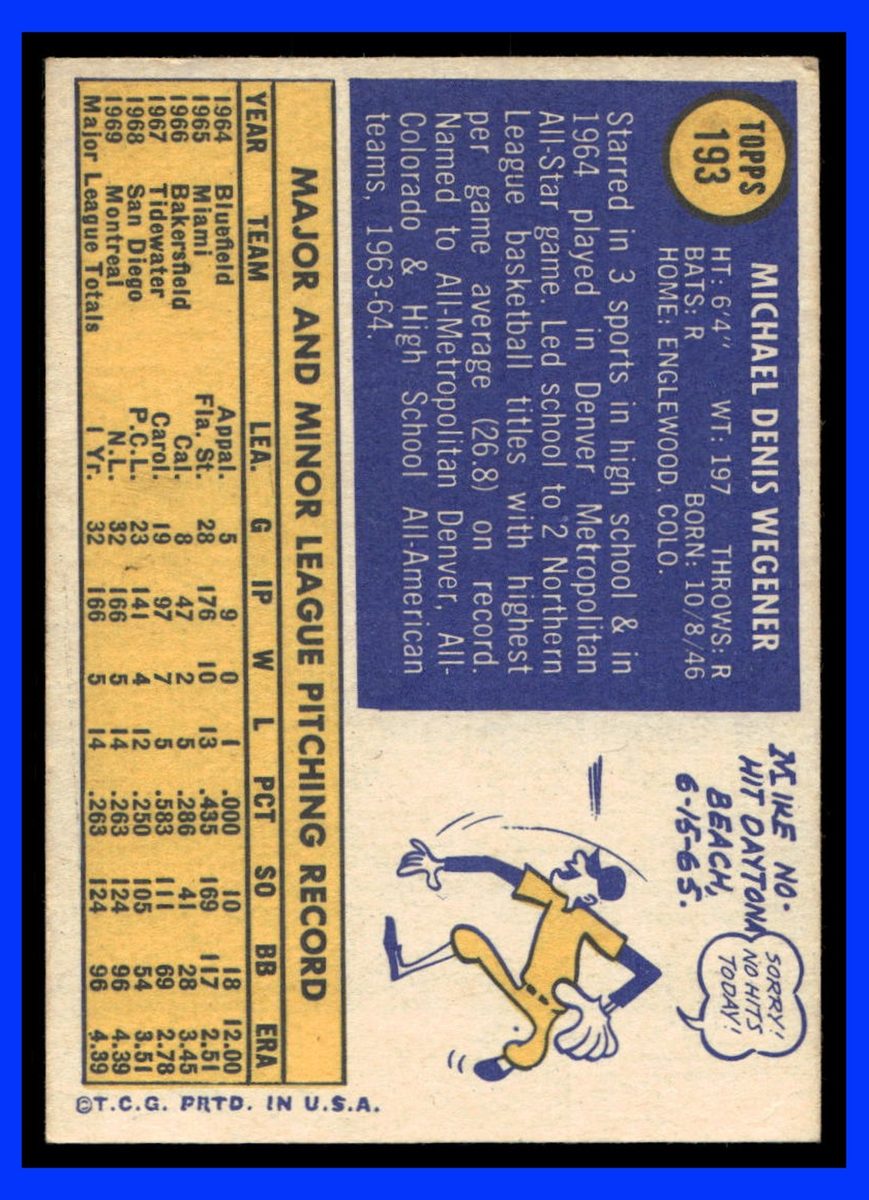 TOPPS
193
MICHAEL DENIS WEGENER
HT: 6'4" WT: 197 THROWS: R
BATS: R BORN: 10/8/46
HOME: ENGLEWOOD, COLO.
Starred in 3 sports in high school & in
1964 played in Denver Metropolitan
All-Star game. Led school to 2 Northern
League basketball titles with highest
per game average (26.8) on record.
Named to All-Metropolitan Denver, All-
Colorado & High School All-American
teams, 1963-64.
MIKE NO-
HIT DAYTONA
BEACH,
6-15-65.
SORRY!
NO HITS
TODAY!
MAJOR AND MINOR LEAGUE PITCHING RECORD
YEAR TEAM LEA. G IP W L PCT SO BB ERA
1964 Bluefield Appal. 5 9 0 1 .000 10 18 12.00
1965 Miami Fla. St. 28 176 10 13 .435 169 117 2.51
1966 Bakersfield Cal. 8 47 2 5 .286 41 28 3.45
1967 Tidewater Carol. 19 97 7 5 .583 111 69 2.78
1968 San Diego P.C.L. 23 141 4 12 .250 105 54 3.51
1969 Montreal N.L. 32 166 5 14 .263 124 96 4.39
Major League Totals 1 Yr. 32 166 5 14 .263 124 96 4.39
©T.C.G. PRTD. IN U.S.A.